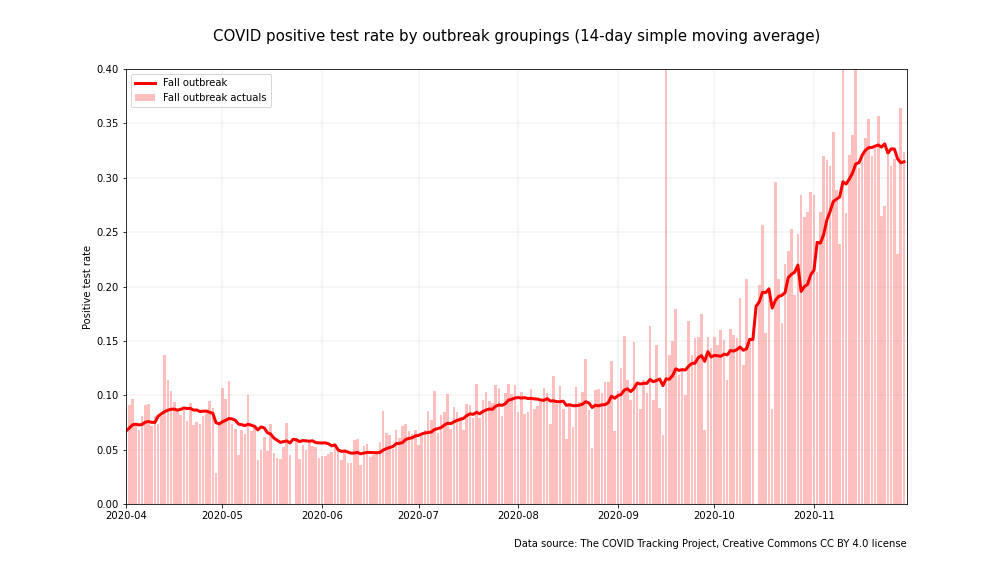 COVID positive test rate by outbreak groupings (14-day simple moving average)
Fall outbreak
Fall outbreak actuals
0.40
0.35
0.30
0.25
0.20
0.15
0.10
0.05
0.00
Positive test rate
2020-04 2020-05 2020-06 2020-07 2020-08 2020-09 2020-10 2020-11
Data source: The COVID Tracking Project, Creative Commons CC BY 4.0 license